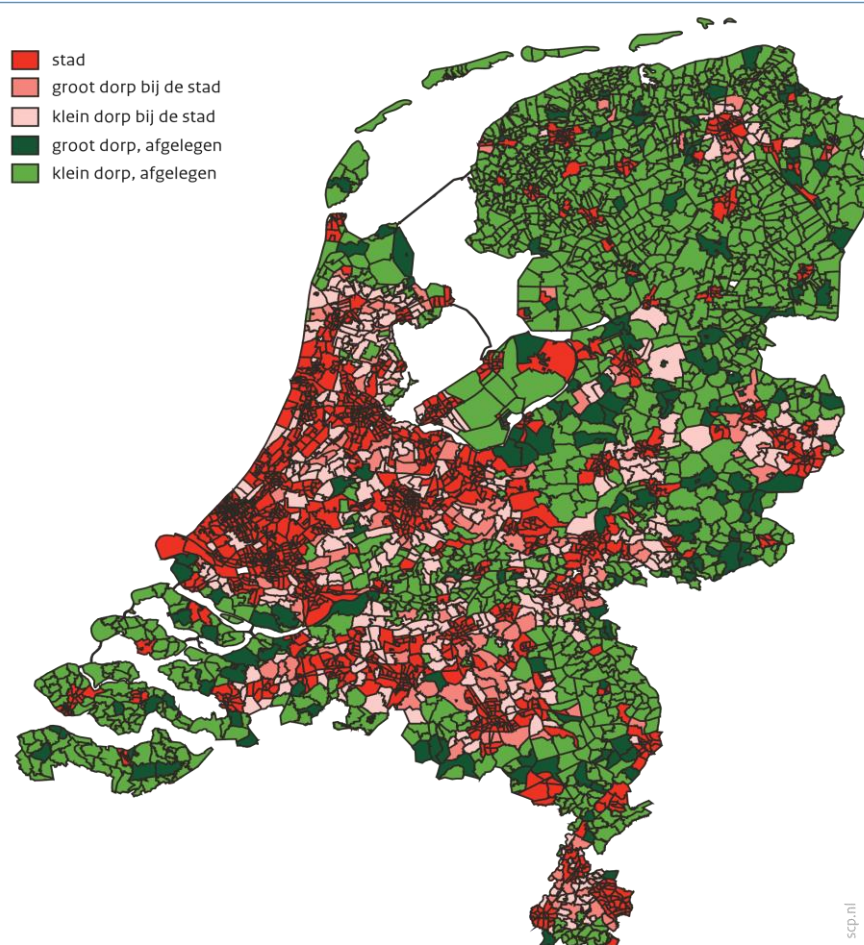 stad
groot dorp bij de stad
klein dorp bij de stad
groot dorp, afgelegen
klein dorp, afgelegen
scp.nl